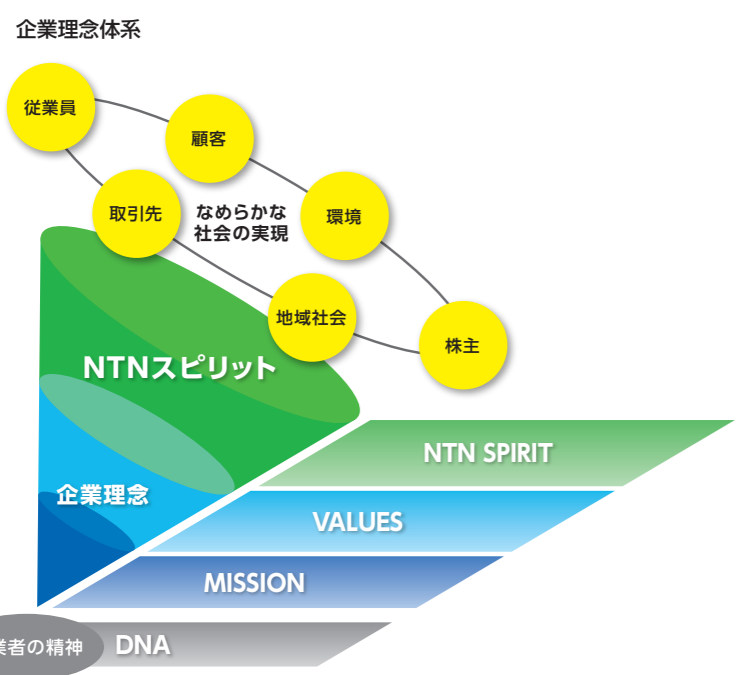 企業理念体系
従業員
顧客
取引先
なめらかな
社会の実現
環境
地域社会
株主
NTNスピリット
NTN SPIRIT
企業理念
VALUES
MISSION
業者の精神
DNA